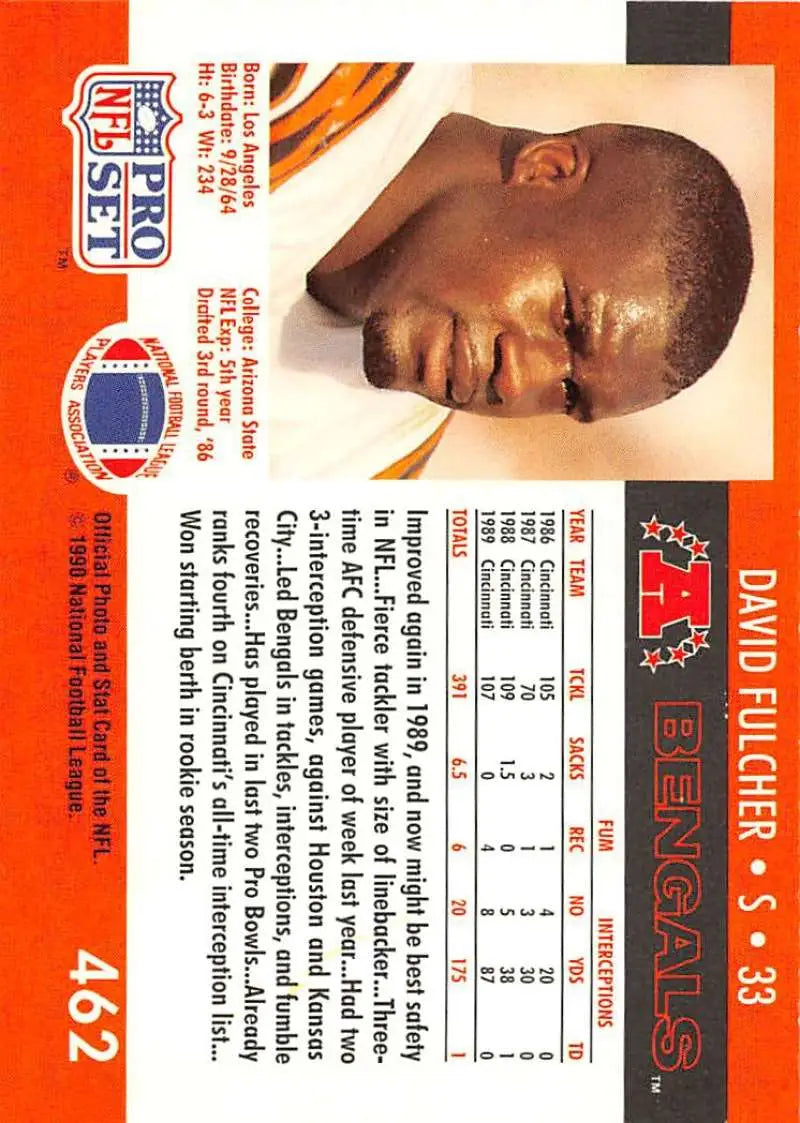 DAVID FULCHER • S • 33
A BENGALS™
FUM INTERCEPTIONS
YEAR TEAM TCKL SACKS REC NO YDS TD
1986 Cincinnati 105 2 1 4 20 0
1987 Cincinnati 70 3 1 3 30 0
1988 Cincinnati 109 1.5 0 5 38 1
1989 Cincinnati 107 0 4 8 87 0
TOTALS 391 6.5 6 20 175 1
Improved again in 1989, and now might be best safety
in NFL...Fierce tackler with size of linebacker...Three-
time AFC defensive player of week last year...Had two
3-interception games, against Houston and Kansas
City...Led Bengals in tackles, interceptions, and fumble
recoveries...Has played in last two Pro Bowls...Already
ranks fourth on Cincinnati's all-time interception list...
Won starting berth in rookie season.
Born: Los Angeles College: Arizona State
Birthdate: 9/28/64 NFL Exp: 5th year
Ht: 6-3 Wt: 234 Drafted 3rd round, '86
NFL PRO SET™
NATIONAL FOOTBALL LEAGUE
PLAYERS ASSOCIATION®
Official Photo and Stat Card of the NFL.
© 1990 National Football League.
462